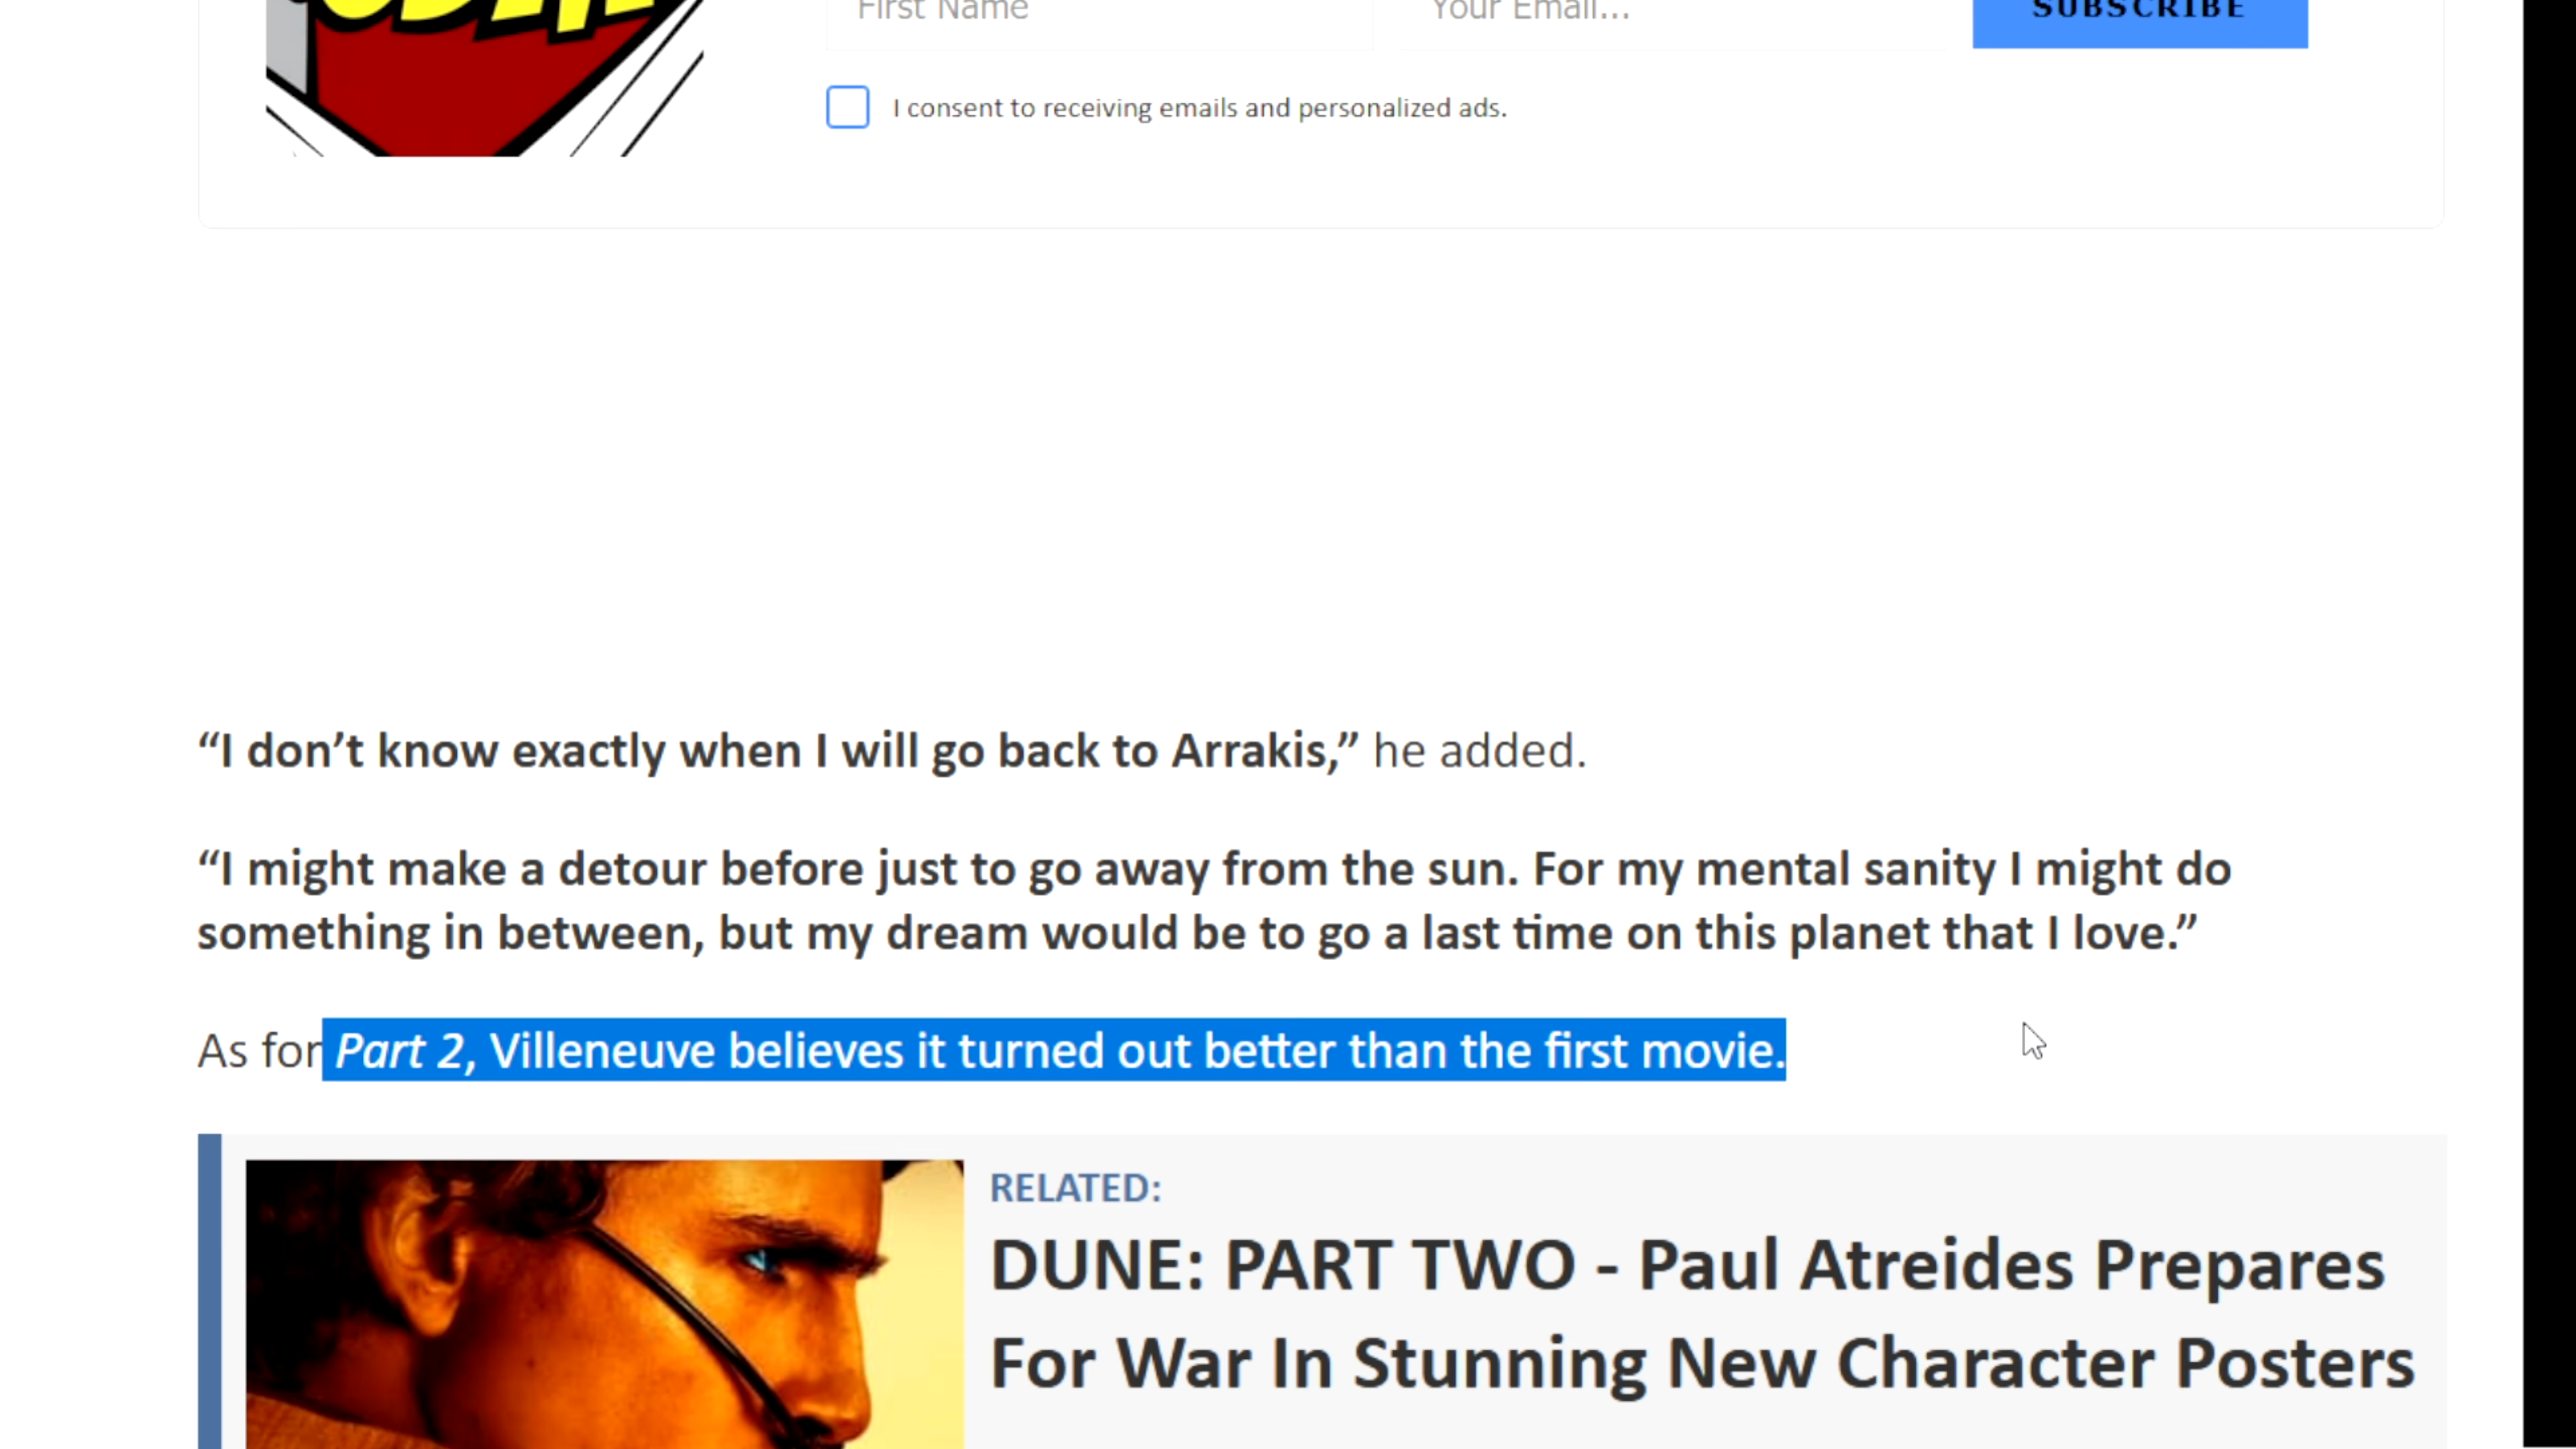 First Name
Your Email...
SUBSCRIBE
I consent to receiving emails and personalized ads.
“I don’t know exactly when I will go back to Arrakis,” he added.
“I might make a detour before just to go away from the sun. For my mental sanity I might do
something in between, but my dream would be to go a last time on this planet that I love.”
As for Part 2, Villeneuve believes it turned out better than the first movie.
RELATED:
DUNE: PART TWO - Paul Atreides Prepares
For War In Stunning New Character Posters